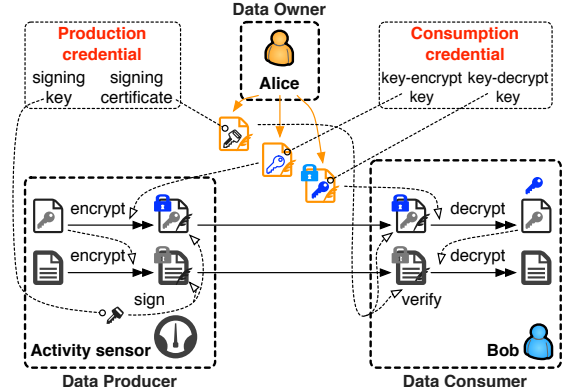 Data Owner
Production
credential
signing
key
signing
certificate
Alice
Consumption
credential
key-encrypt
key
key-decrypt
key
encrypt
decrypt
encrypt
decrypt
sign
verify
Activity sensor
Bob
Data Producer
Data Consumer